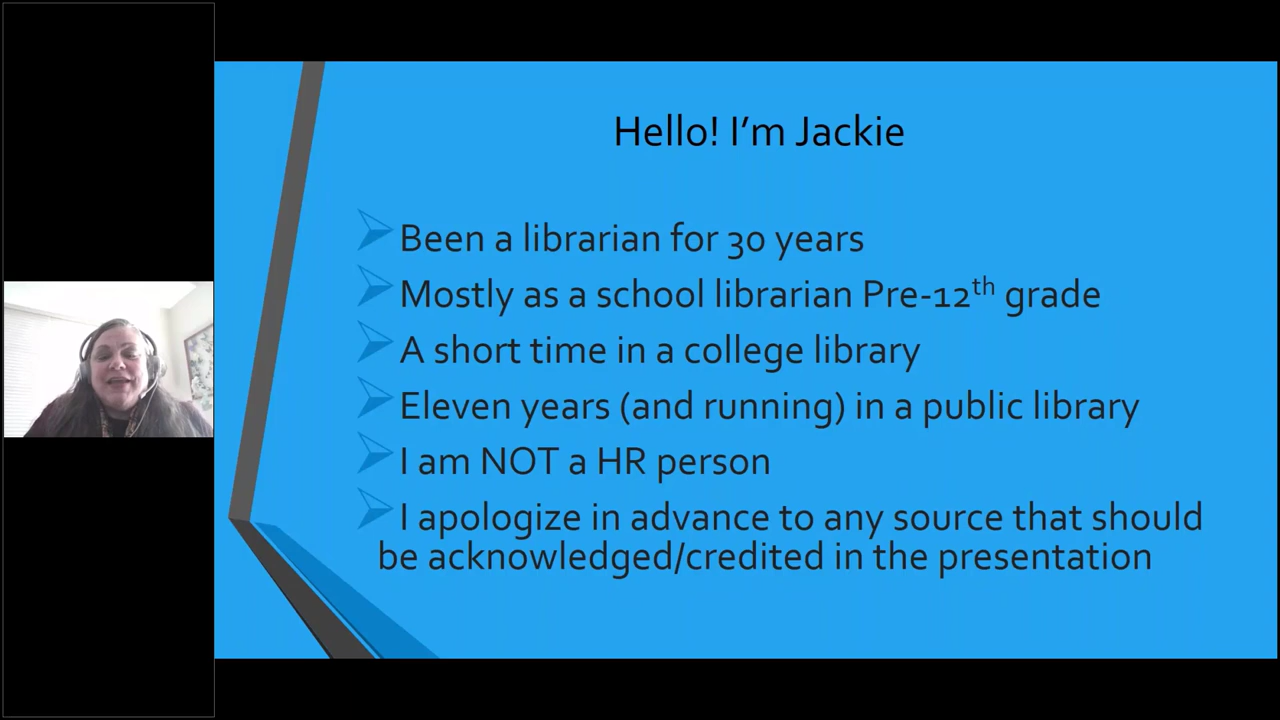 Hello! I'm Jackie
Been a librarian for 30 years
Mostly as a school librarian Pre-12th grade
A short time in a college library
Eleven years (and running) in a public library
I am NOT a HR person
I apologize in advance to any source that should
be acknowledged/credited in the presentation